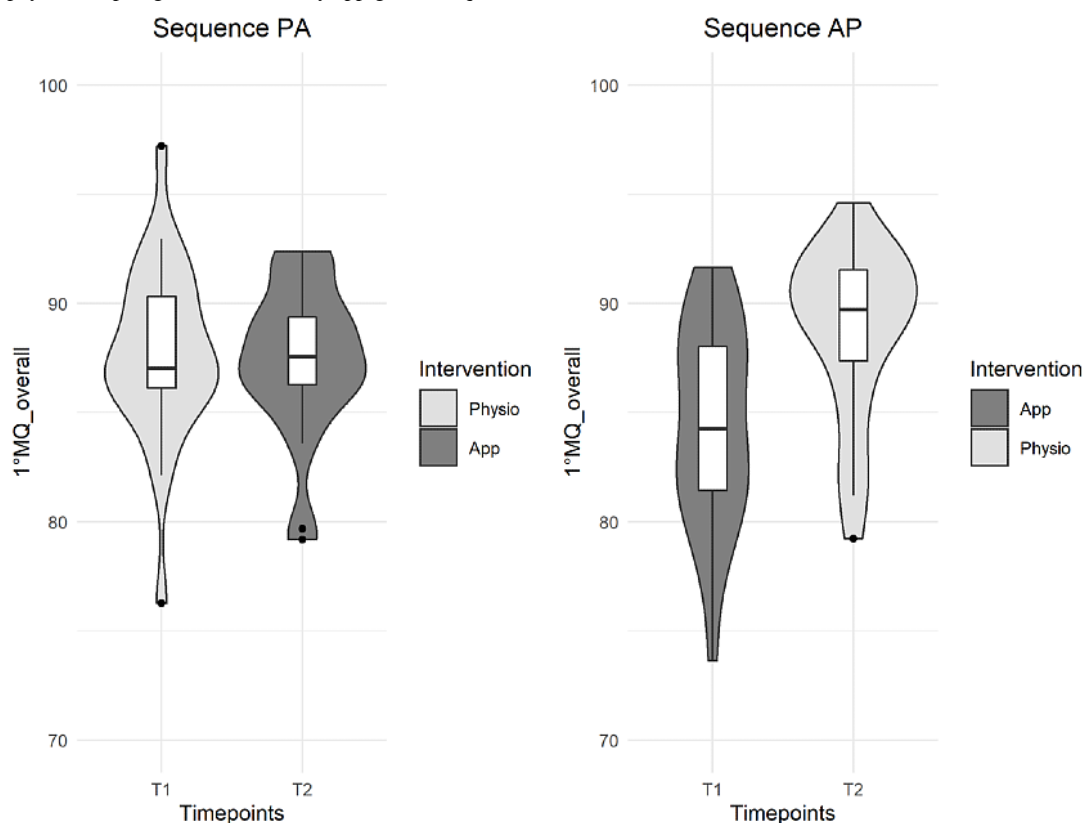 Sequence PA
100
90
80
70
1°MQ_overall
T1
T2
Timepoints
Intervention
Physio
App
Sequence AP
100
90
80
70
1°MQ_overall
T1
T2
Timepoints
Intervention
App
Physio